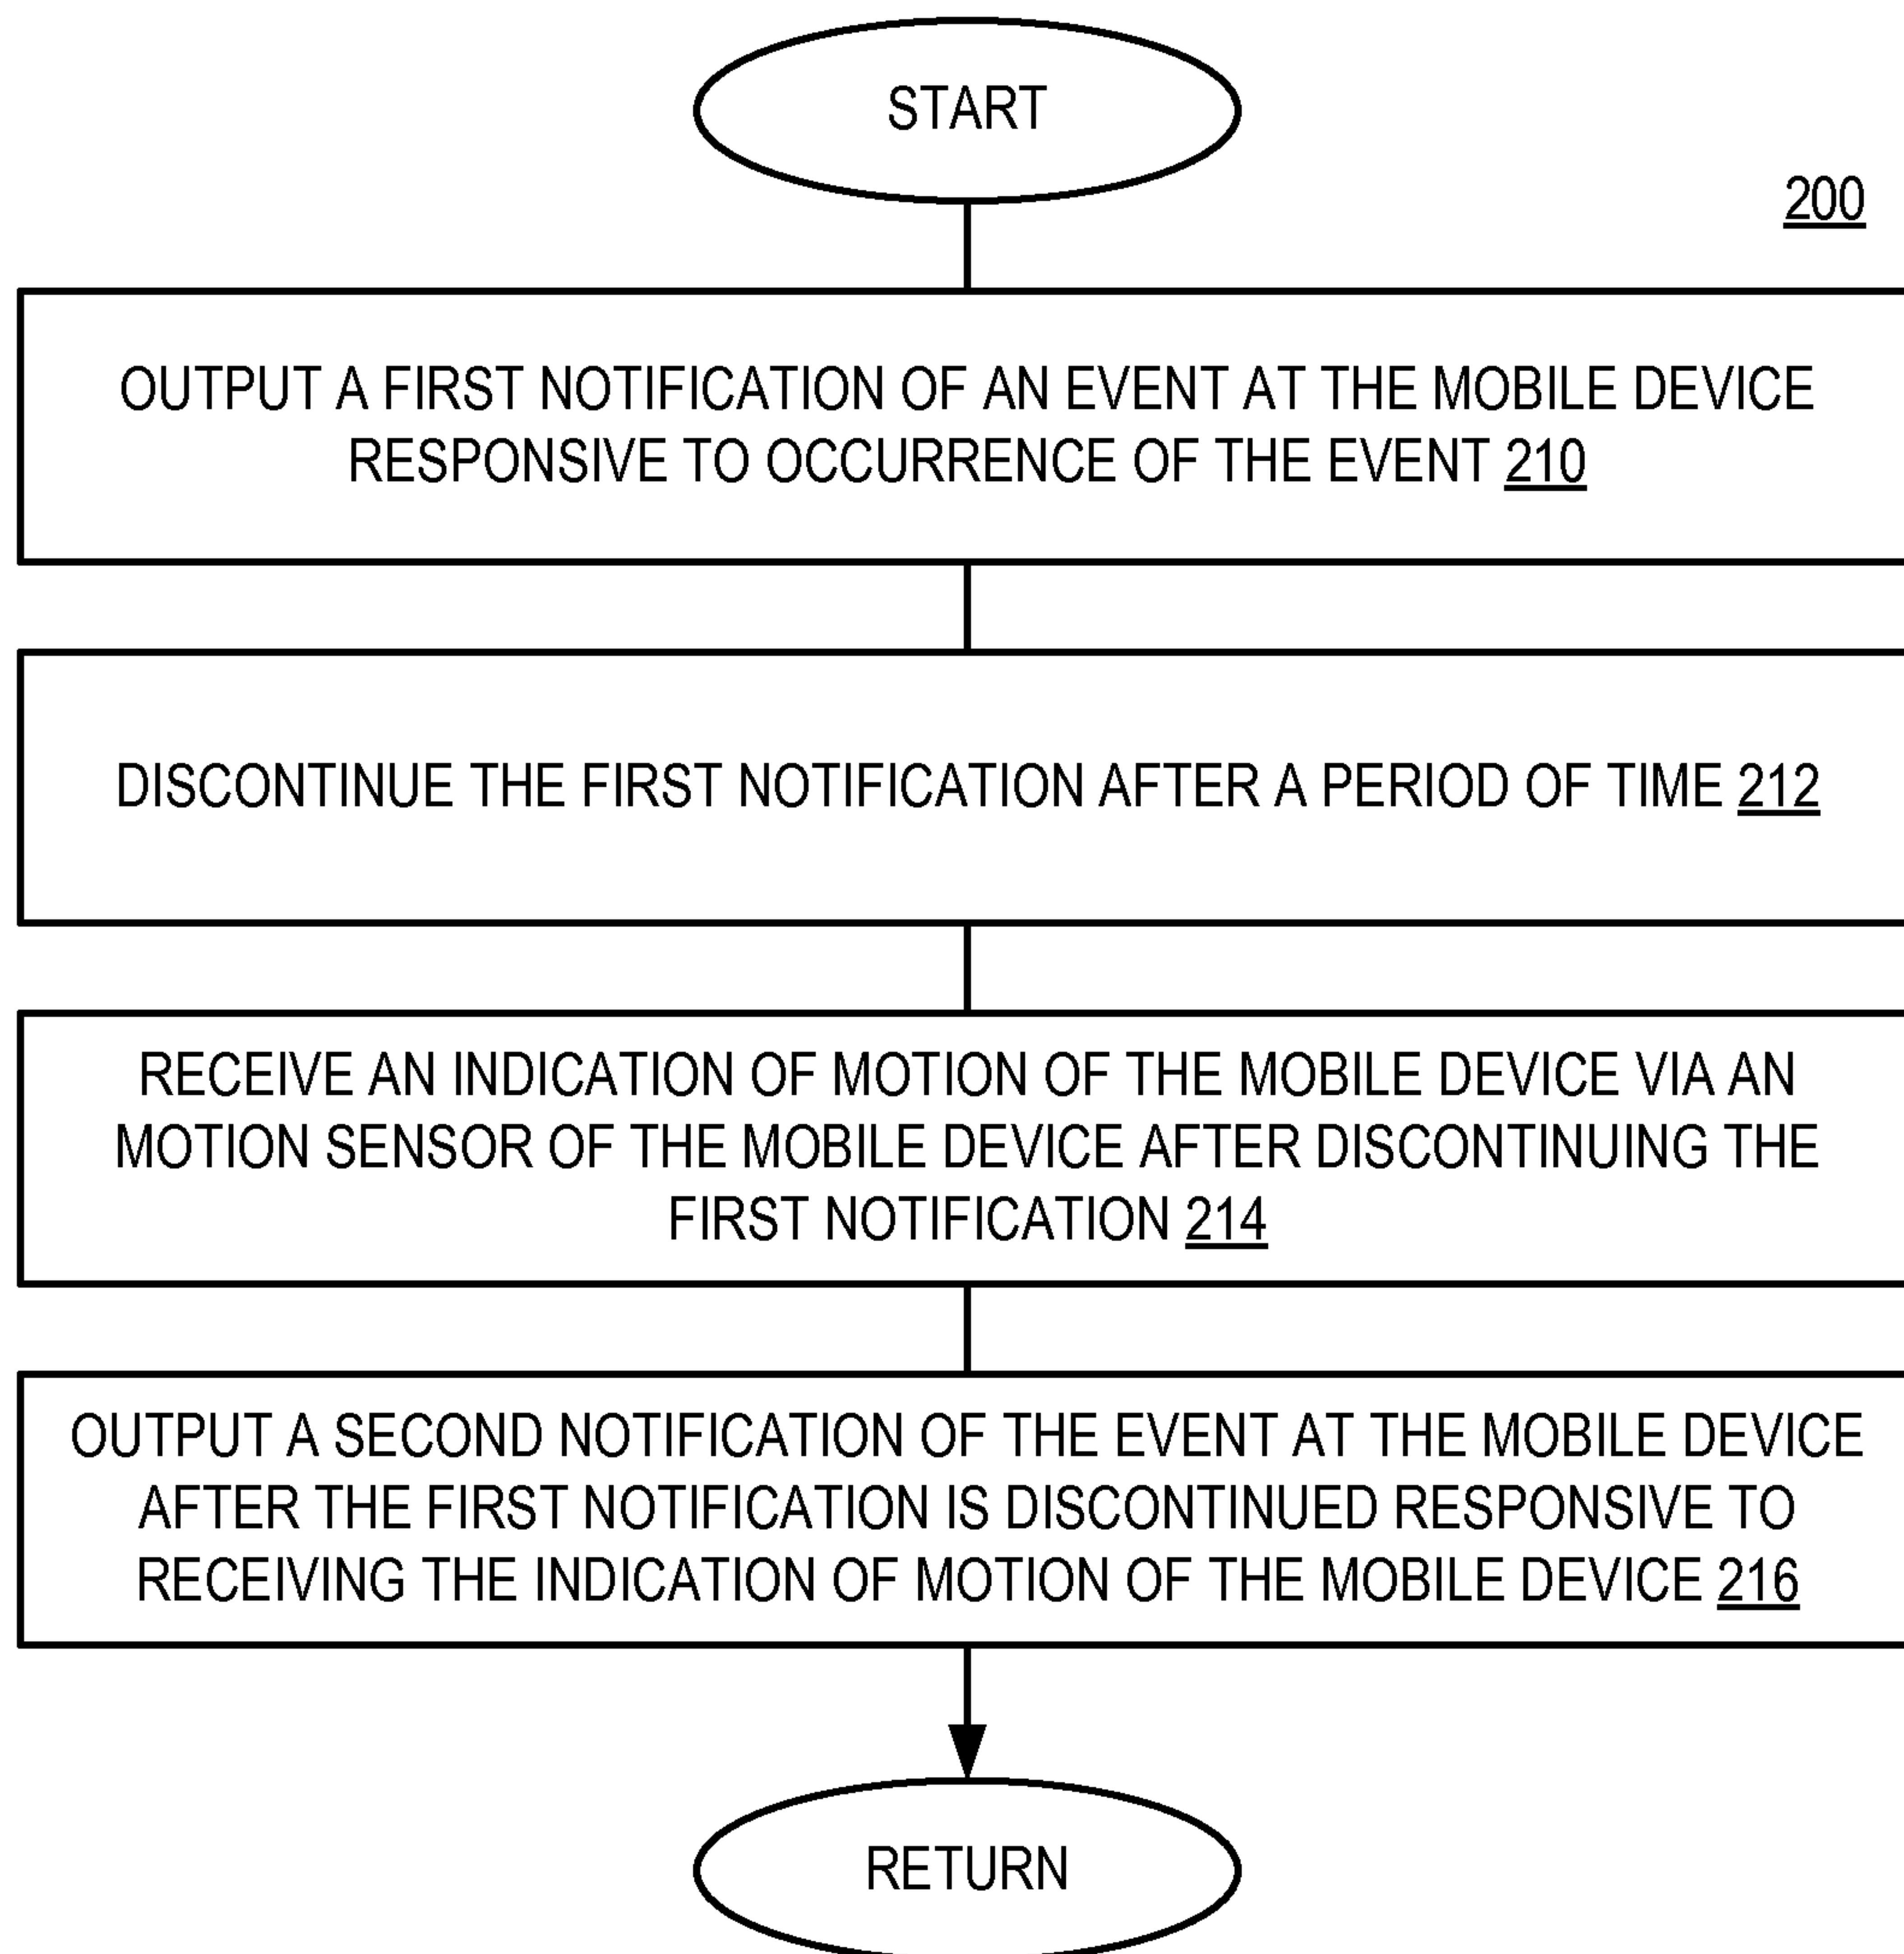 START
200
OUTPUT A FIRST NOTIFICATION OF AN EVENT AT THE MOBILE DEVICE
RESPONSIVE TO OCCURRENCE OF THE EVENT 210
DISCONTINUE THE FIRST NOTIFICATION AFTER A PERIOD OF TIME 212
RECEIVE AN INDICATION OF MOTION OF THE MOBILE DEVICE VIA AN
MOTION SENSOR OF THE MOBILE DEVICE AFTER DISCONTINUING THE
FIRST NOTIFICATION 214
OUTPUT A SECOND NOTIFICATION OF THE EVENT AT THE MOBILE DEVICE
AFTER THE FIRST NOTIFICATION IS DISCONTINUED RESPONSIVE TO
RECEIVING THE INDICATION OF MOTION OF THE MOBILE DEVICE 216
RETURN